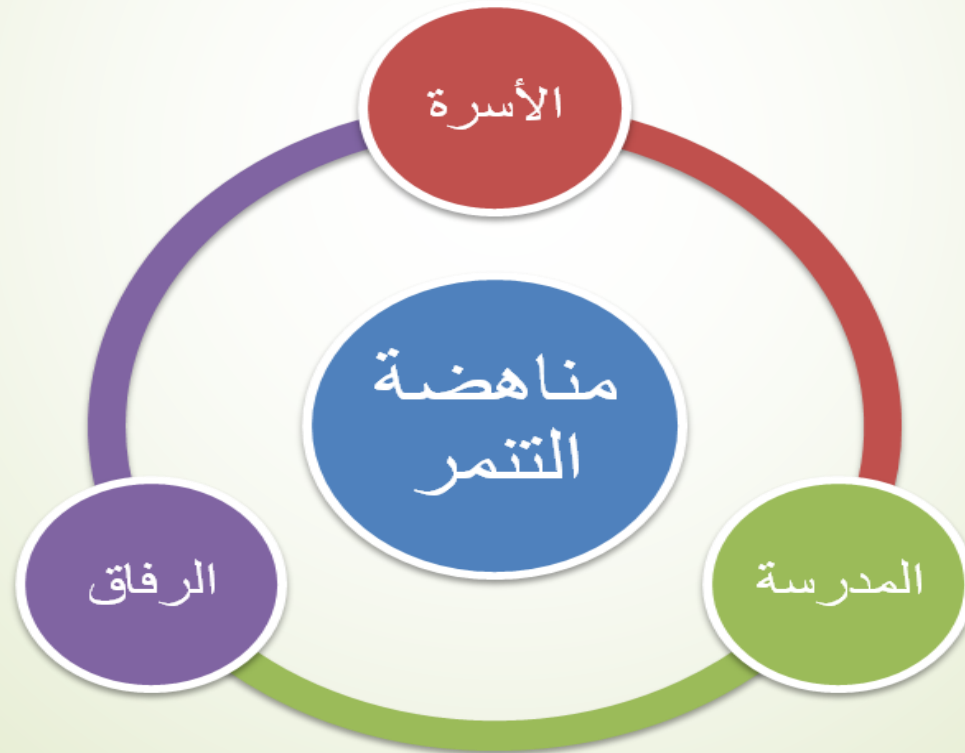 الأسرة
مناهضة
التنمر
المدرسة
الرفاق